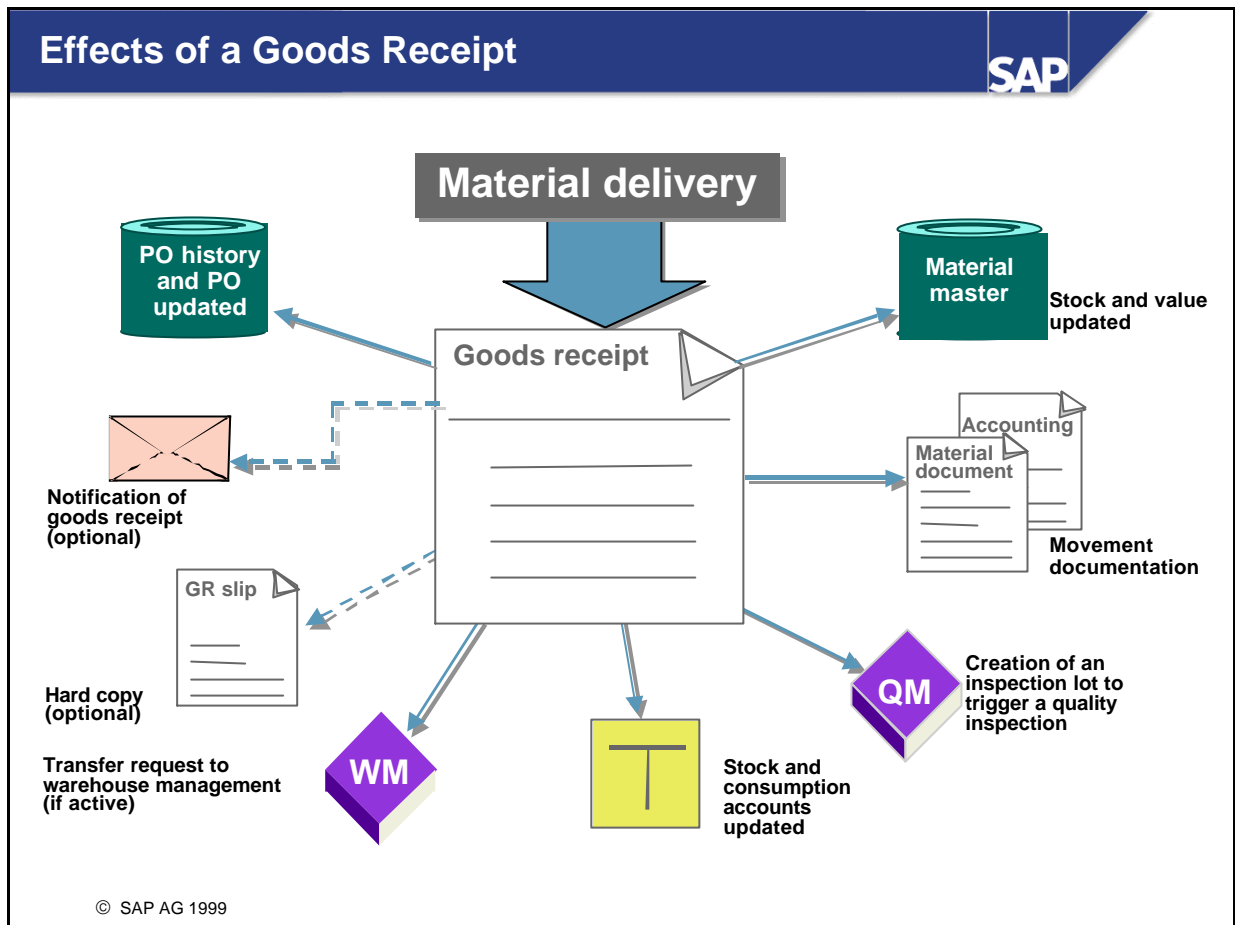 Effects of a Goods Receipt
SAP
Material delivery
PO history
and PO
updated
Material
master
Stock and value
updated
Goods receipt
Accounting
Material
document
Notification of
goods receipt
(optional)
Movement
documentation
GR slip
Hard copy
(optional)
QM
Creation of an
inspection lot to
trigger a quality
inspection
Transfer request to
warehouse management
(if active)
WM
T
Stock and
consumption
accounts
updated
© SAP AG 1999